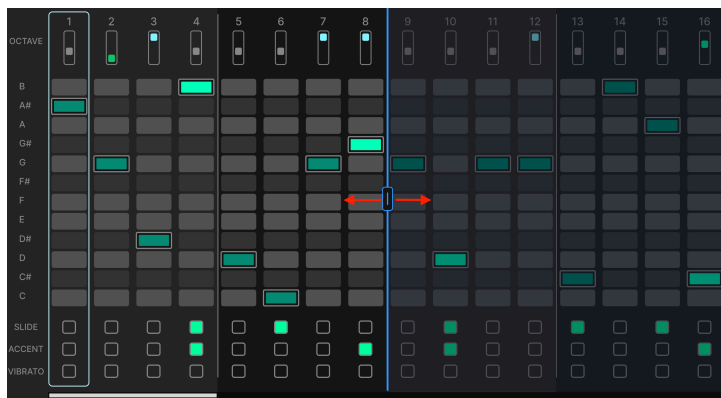 1 2 3 4 5 6 7 8 9 10 11 12 13 14 15 16
OCTAVE
B
A#
A
G#
G
F#
F
E
D#
D
C#
C
SLIDE
ACCENT
VIBRATO